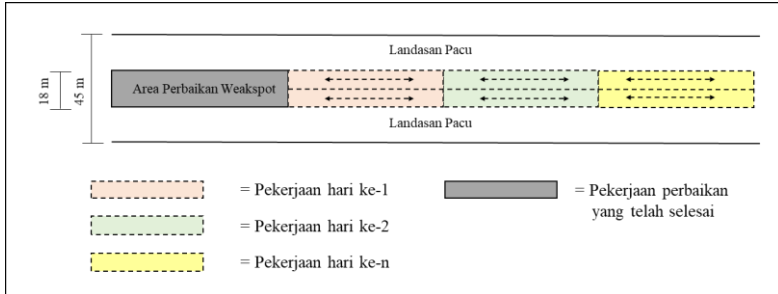 Landasan Pacu
18 m
45 m
Area Perbaikan Weakspot
Landasan Pacu
= Pekerjaan hari ke-1
= Pekerjaan perbaikan
yang telah selesai
= Pekerjaan hari ke-2
= Pekerjaan hari ke-n